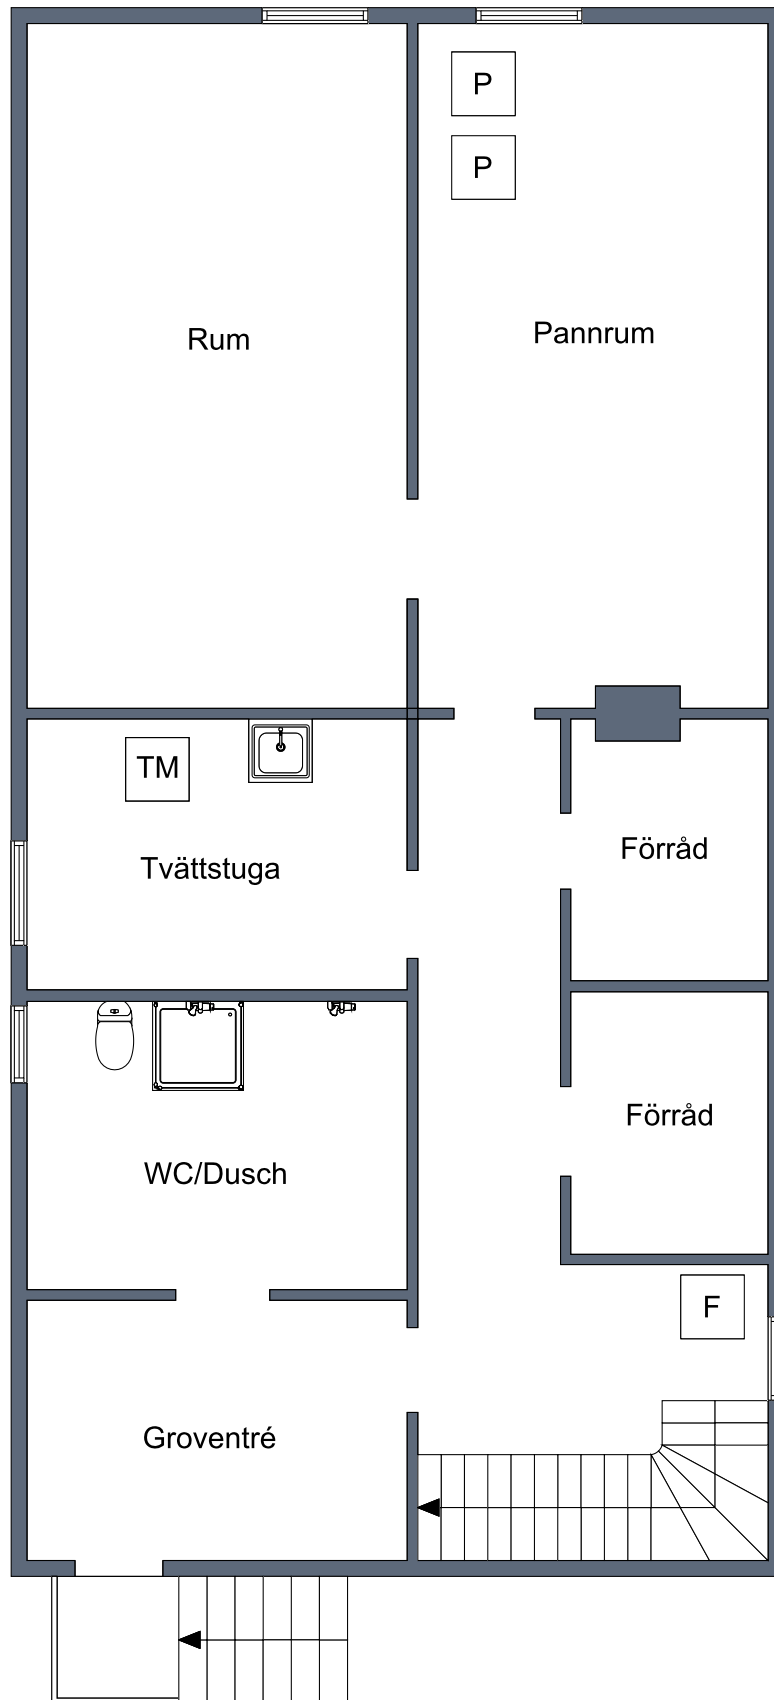 P
P
Rum
Pannrum
TM
Tvättstuga
Förråd
Förråd
WC/Dusch
F
Groventré